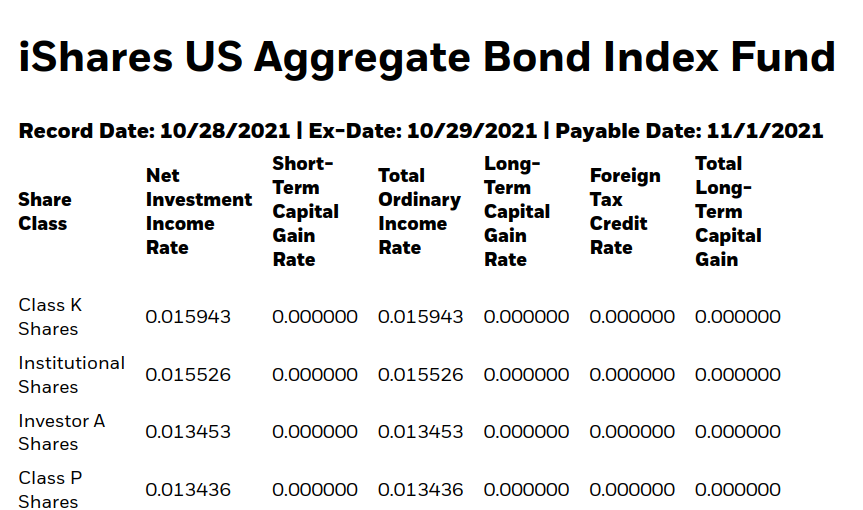 iShares US Aggregate Bond Index Fund
Record Date: 10/28/2021 | Ex-Date: 10/29/2021 | Payable Date: 11/1/2021
Share Class Net Investment Income Rate Short-Term Capital Gain Rate Total Ordinary Income Rate Long-Term Capital Gain Rate Foreign Tax Credit Rate Total Long-Term Capital Gain
Class K Shares 0.015943 0.000000 0.015943 0.000000 0.000000 0.000000
Institutional Shares 0.015526 0.000000 0.015526 0.000000 0.000000 0.000000
Investor A Shares 0.013453 0.000000 0.013453 0.000000 0.000000 0.000000
Class P Shares 0.013436 0.000000 0.013436 0.000000 0.000000 0.000000